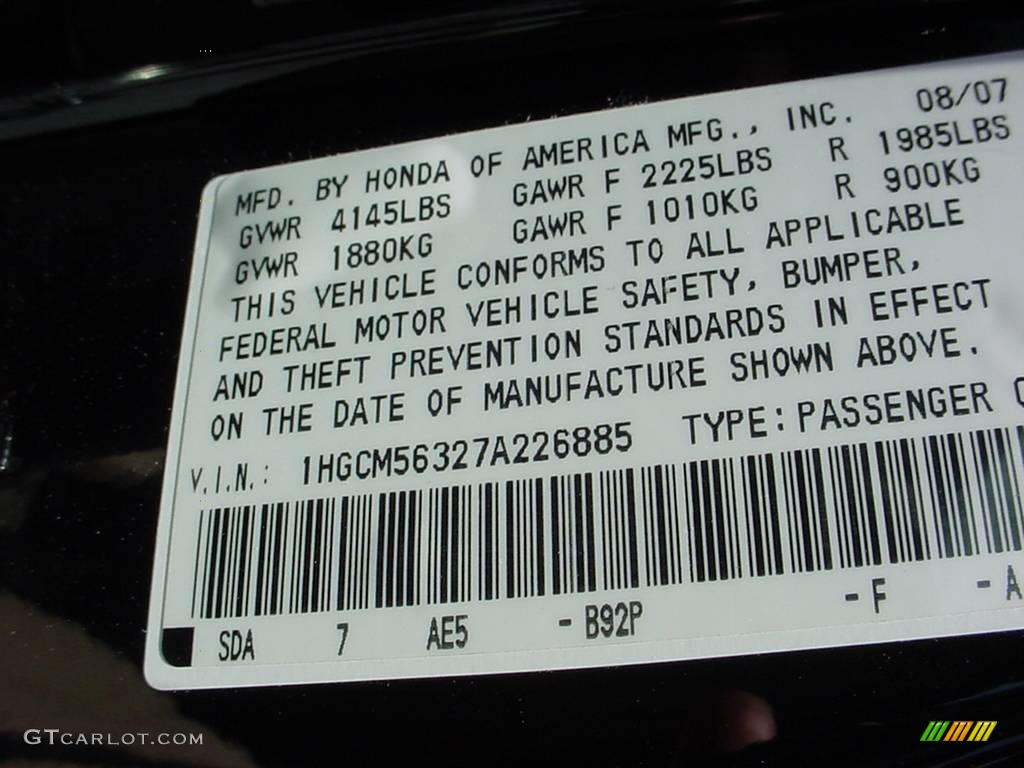 MFD. BY HONDA OF AMERICA MFG., INC. 08/07
GVWR 4145LBS GAWR F 2225LBS R 1985LBS
GVWR 1880KG GAWR F 1010KG R 900KG
THIS VEHICLE CONFORMS TO ALL APPLICABLE
FEDERAL MOTOR VEHICLE SAFETY, BUMPER,
AND THEFT PREVENTION STANDARDS IN EFFECT
ON THE DATE OF MANUFACTURE SHOWN ABOVE.
V.I.N.: 1HGCM56327A226885 TYPE: PASSENGER
SDA 7 AE5 - B92P - F - A
GTCARLOT.COM